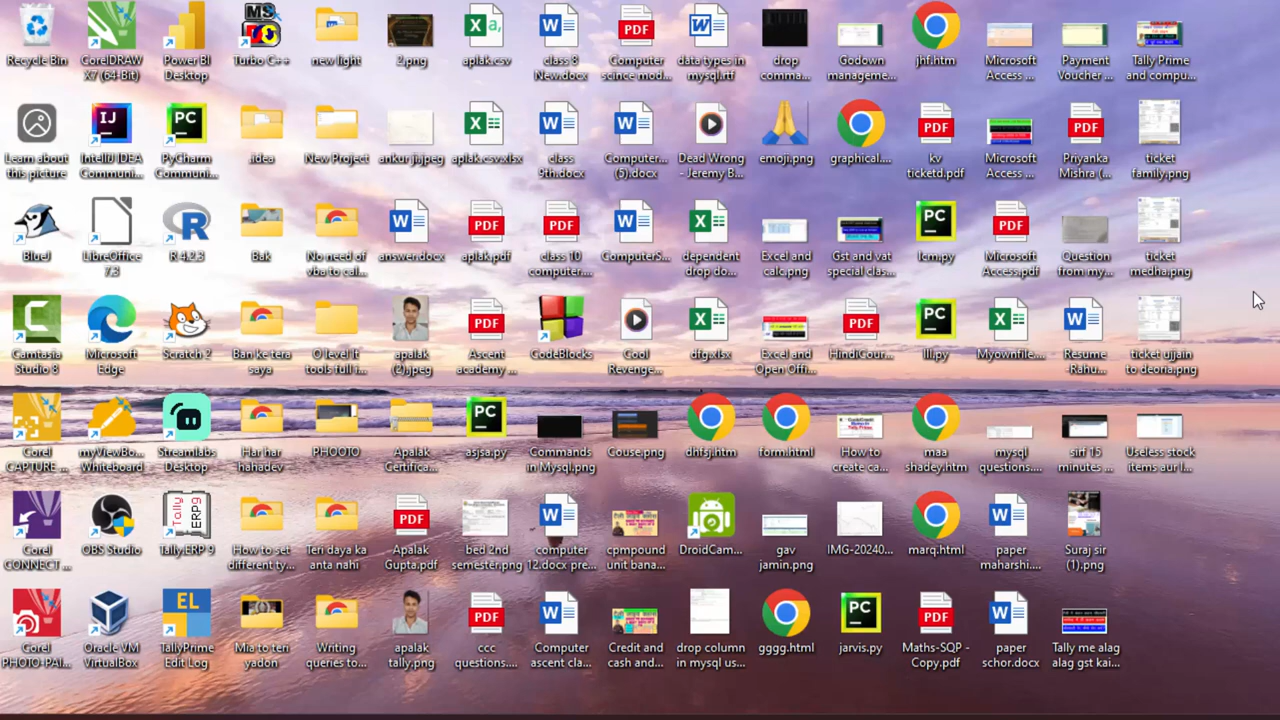 Recycle Bin
CorelDRAW
X7 (64-Bit)
Power BI
Desktop
Turbo C++
new light
2.png
aplak.csv
class 8
New.docx
Computer
scince mod...
data types in
mysql.rtf
drop
comma...
Godown
manageme...
jhf.htm
Microsoft
Access ...
Payment
Voucher ...
Tally Prime
and compu...
Learn about
this picture
IntelliJ IDEA
Communi...
PyCharm
Communi...
.idea
New Project
ankur ji.jpeg
aplak.csv.xlsx
class
9th.docx
Computer...
(5).docx
Dead Wrong
- Jeremy B...
emoji.png
graphical....
kv
ticketd.pdf
Microsoft
Access ...
Priyanka
Mishra (...
ticket
family.png
BlueJ
LibreOffice
7.3
R 4.2.3
Bak
No need of
vba to cal...
answer.docx
aplak.pdf
class 10
computer...
ComputerS...
dependent
drop do...
Excel and
calc.png
Gst and vat
special clas...
lcm.py
Microsoft
Access.pdf
Question
from my...
ticket
medha.png
Camtasia
Studio 8
Microsoft
Edge
Scratch 2
Ban ke tera
saya
O level It
tools full i...
apalak
(2).jpeg
Ascent
academy ...
CodeBlocks
Cool
Revenge...
dfg.xlsx
Excel and
Open Offi...
HindiCour...
lll.py
Myownfile....
Resume
-Rahu...
ticket ujjain
to deoria.png
Corel
CAPTURE ...
myViewBo...
Whiteboard
Streamlabs
Desktop
Har har
hahadev
PHOOTO
Apalak
Certifica...
asjsa.py
Commands
in Mysql.png
Couse.png
dhfsj.htm
form.html
How to
create ca...
maa
shadey.htm
mysql
questions....
sirf 15
minutes ...
Useless stock
items aur l...
Corel
CONNECT ...
OBS Studio
Tally.ERP 9
How to set
different ty...
Teri daya ka
anta nahi
Apalak
Gupta.pdf
bed 2nd
semester.png
computer
12.docx pre...
cpmpound
unit bana...
DroidCam...
gav
jamin.png
IMG-20240...
marq.html
paper
maharshi....
Suraj sir
(1).png
Corel
PHOTO-PAI...
Oracle VM
VirtualBox
TallyPrime
Edit Log
Mia to teri
yadon
Writing
queries to...
apalak
tally.png
ccc
questions....
Computer
ascent cla...
Credit and
cash and...
drop column
in mysql us...
gggg.html
jarvis.py
Maths-SQP -
Copy.pdf
paper
schor.docx
Tally me alag
alag gst kai...